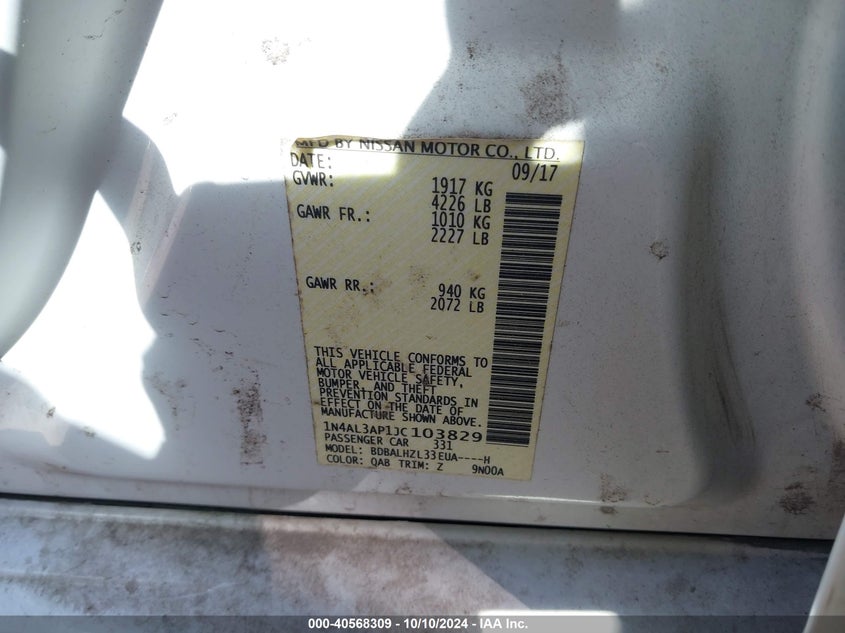 MFD BY NISSAN MOTOR CO., LTD.
DATE: 09/17
GVWR: 1917 KG
4226 LB
GAWR FR.: 1010 KG
2227 LB
GAWR RR.: 940 KG
2072 LB
THIS VEHICLE CONFORMS TO
ALL APPLICABLE FEDERAL
MOTOR VEHICLE SAFETY,
BUMPER, AND THEFT
PREVENTION STANDARDS IN
EFFECT ON THE DATE OF
MANUFACTURE SHOWN ABOVE.
1N4AL3AP1JC103829
PASSENGER CAR 331
MODEL: BDBALHZL33EUA----H
COLOR: QAB TRIM: Z 9N00A
000-40568309 - 10/10/2024 - IAA Inc.